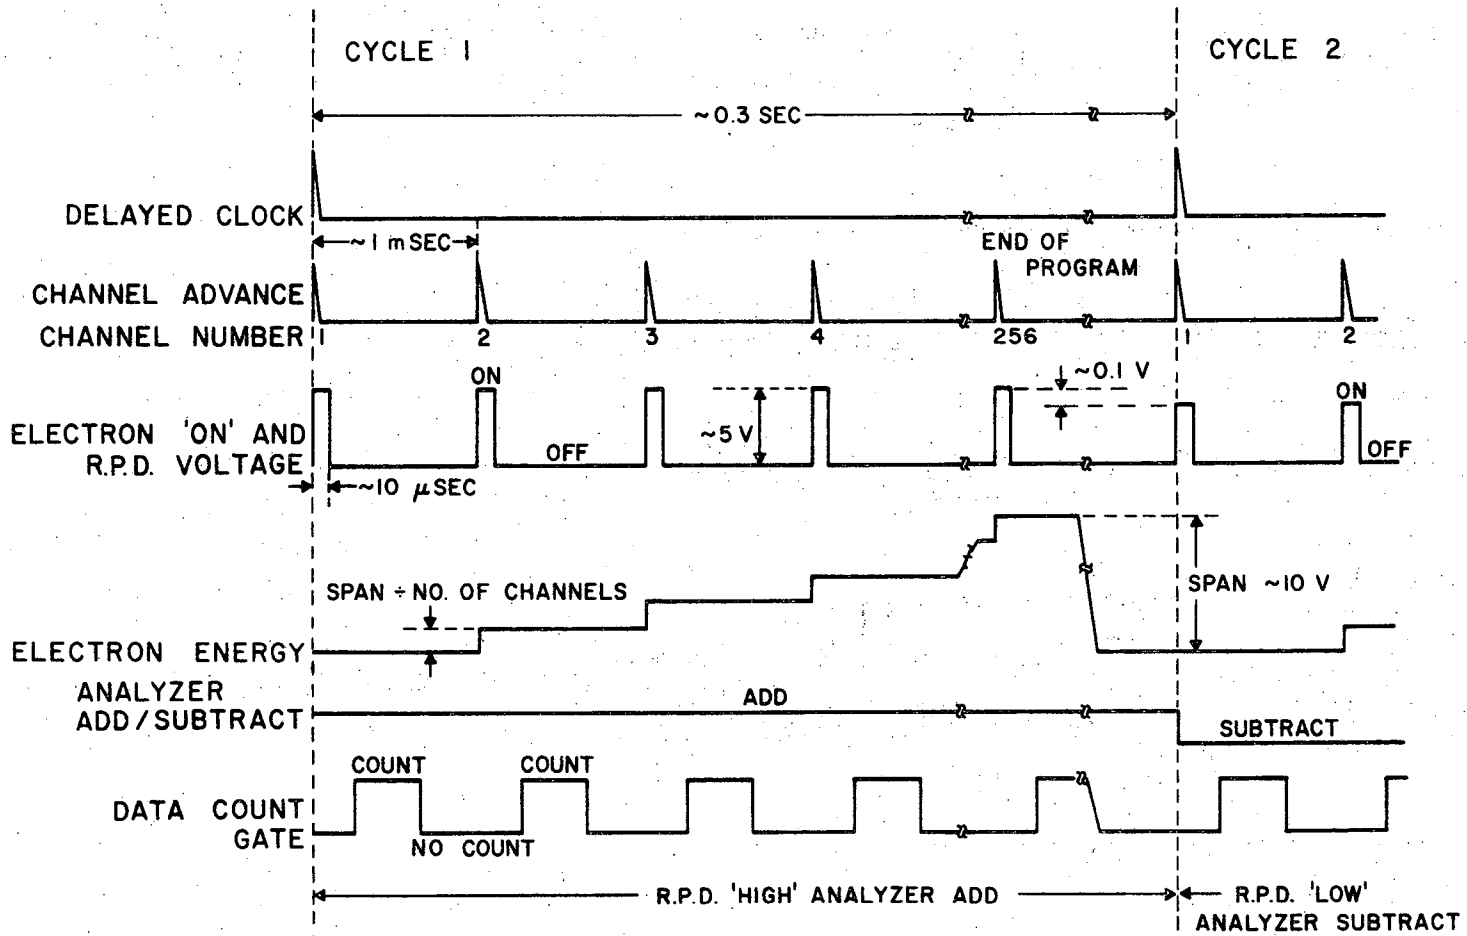 CYCLE 1
CYCLE 2
~0.3 SEC
DELAYED CLOCK
~1 mSEC
END OF
PROGRAM
CHANNEL ADVANCE
CHANNEL NUMBER
1 2 3 4 256 1 2
~0.1 V
ON
ON
ELECTRON 'ON' AND
R.P.D. VOLTAGE
OFF
~5 V
OFF
~10 μSEC
SPAN ÷ NO. OF CHANNELS
SPAN ~10 V
ELECTRON ENERGY
ANALYZER
ADD/SUBTRACT
ADD
SUBTRACT
COUNT
COUNT
DATA COUNT
GATE
NO COUNT
R.P.D. 'HIGH' ANALYZER ADD
R.P.D. 'LOW'
ANALYZER SUBTRACT